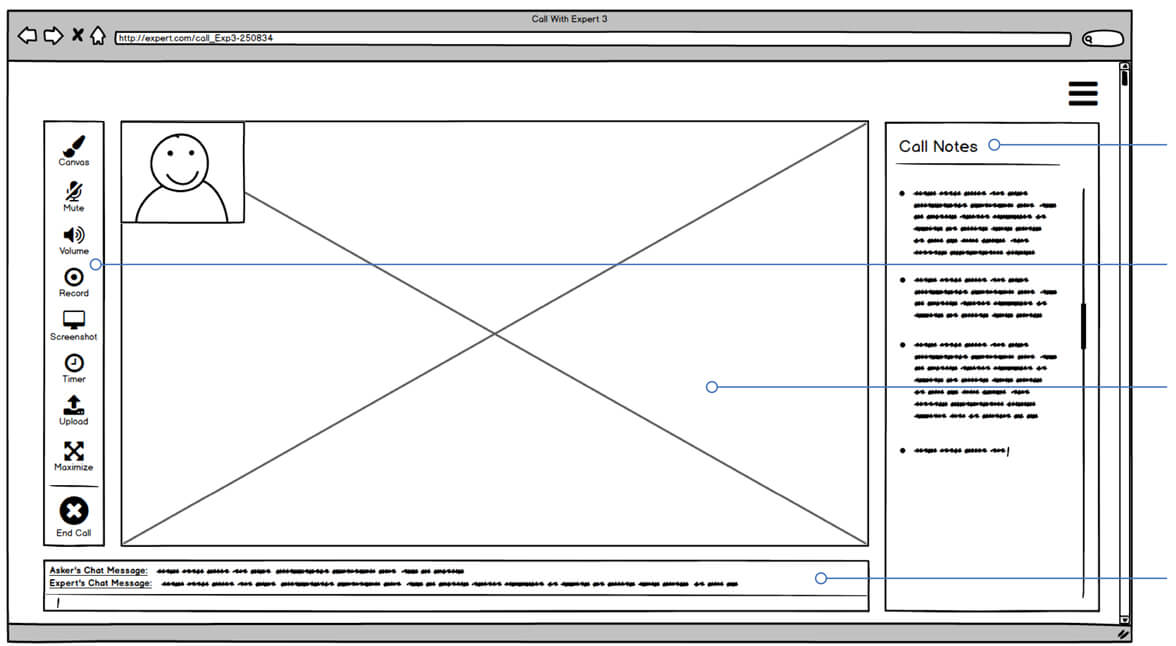 Call With Expert 3
http://expert.com/call_Exp3-250834
Canvas
Mute
Volume
Record
Screenshot
Timer
Upload
Maximize
End Call
Call Notes
Asker's Chat Message:
Expert's Chat Message: